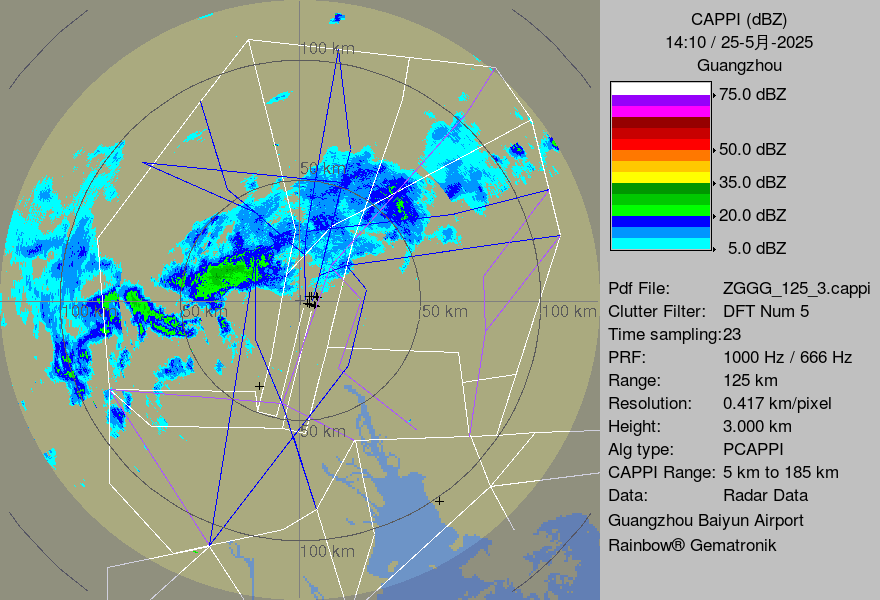 100 km
50 km
100 km
50 km
50 km
100 km
50 km
100 km
CAPPI (dBZ)
14:10 / 25-5月-2025
Guangzhou
75.0 dBZ
50.0 dBZ
35.0 dBZ
20.0 dBZ
5.0 dBZ
Pdf File: ZGGG_125_3.cappi
Clutter Filter: DFT Num 5
Time sampling:23
PRF: 1000 Hz / 666 Hz
Range: 125 km
Resolution: 0.417 km/pixel
Height: 3.000 km
Alg type: PCAPPI
CAPPI Range: 5 km to 185 km
Data: Radar Data
Guangzhou Baiyun Airport
Rainbow® Gematronik